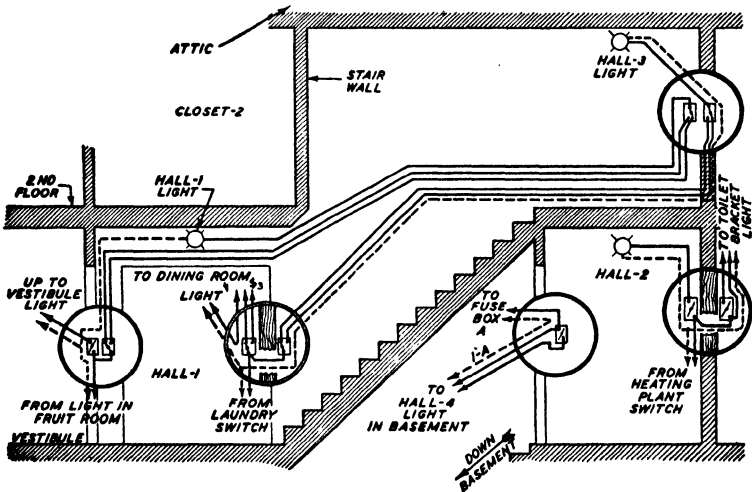 ATTIC
HALL-3
LIGHT
STAIR
WALL
CLOSET-2
2ND
FLOOR
HALL-1
LIGHT
TO TOILET
BRACKET
LIGHT
UP TO
VESTIBULE
LIGHT
TO DINING ROOM
LIGHT
S3
HALL-2
TO
FUSE
BOX
A
1-A
HALL-1
TO
HALL-4
LIGHT
IN BASEMENT
FROM
HEATING
PLANT
SWITCH
FROM LIGHT IN
FRUIT ROOM
FROM
LAUNDRY
SWITCH
VESTIBULE
DOWN
BASEMENT